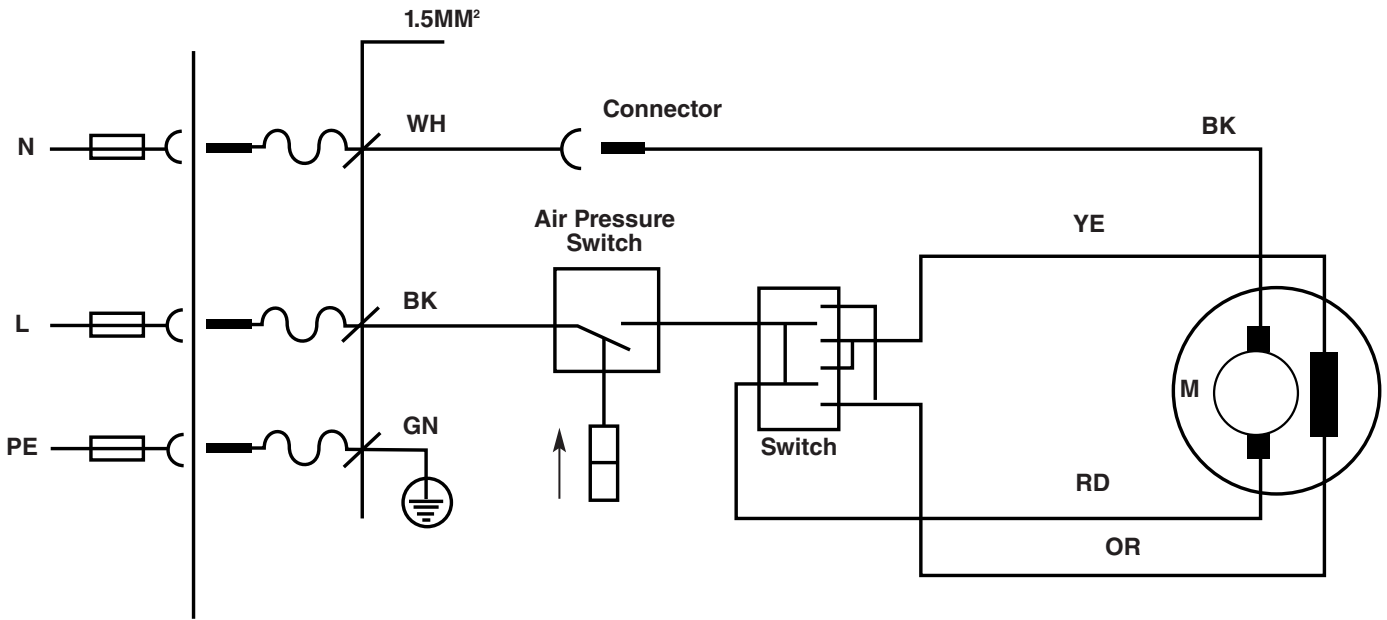 1.5MM²
N
WH
Connector
BK
Air Pressure
Switch
YE
L
BK
M
PE
GN
Switch
RD
OR